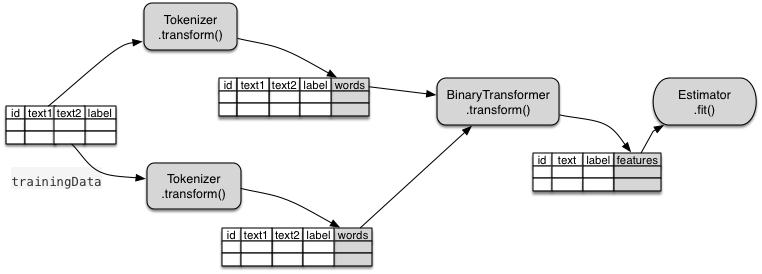 Tokenizer
.transform()
id text1 text2 label words
BinaryTransformer
.transform()
Estimator
.fit()
id text1 text2 label
trainingData
Tokenizer
.transform()
id text label features
id text1 text2 label words